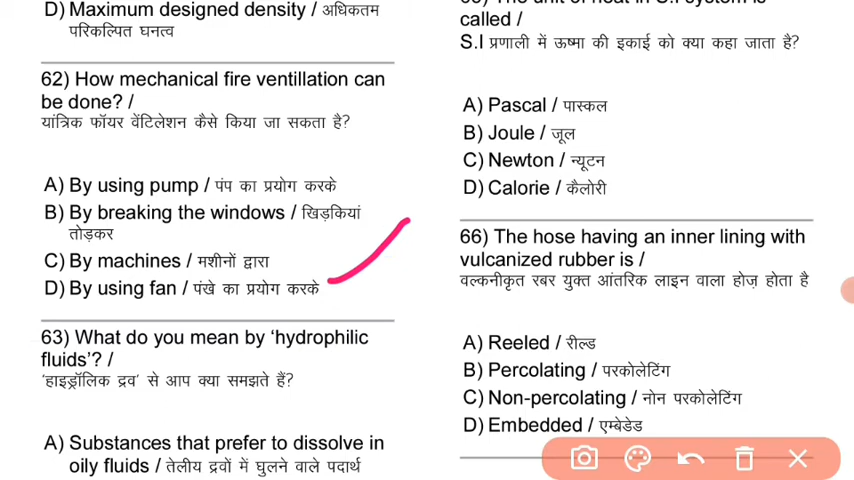 D) Maximum designed density / अधिकतम
परिकल्पित घनत्व
62) How mechanical fire ventillation can
be done? /
यांत्रिक फॉयर वेंटिलेशन कैसे किया जा सकता है?
A) By using pump / पंप का प्रयोग करके
B) By breaking the windows / खिड़कियां
तोड़कर
C) By machines / मशीनों द्वारा
D) By using fan / पंखे का प्रयोग करके
63) What do you mean by ‘hydrophilic
fluids’? /
‘हाइड्रॉलिक द्रव’ से आप क्या समझते हैं?
A) Substances that prefer to dissolve in
oily fluids / तेलीय द्रवों में घुलने वाले पदार्थ
called /
S.I प्रणाली में ऊष्मा की इकाई को क्या कहा जाता है?
A) Pascal / पास्कल
B) Joule / जूल
C) Newton / न्यूटन
D) Calorie / कैलोरी
66) The hose having an inner lining with
vulcanized rubber is /
वल्कनीकृत रबर युक्त आंतरिक लाइन वाला होज़ होता है
A) Reeled / रील्ड
B) Percolating / परकोलेटिंग
C) Non-percolating / नोन परकोलेटिंग
D) Embedded / एम्बेडेड